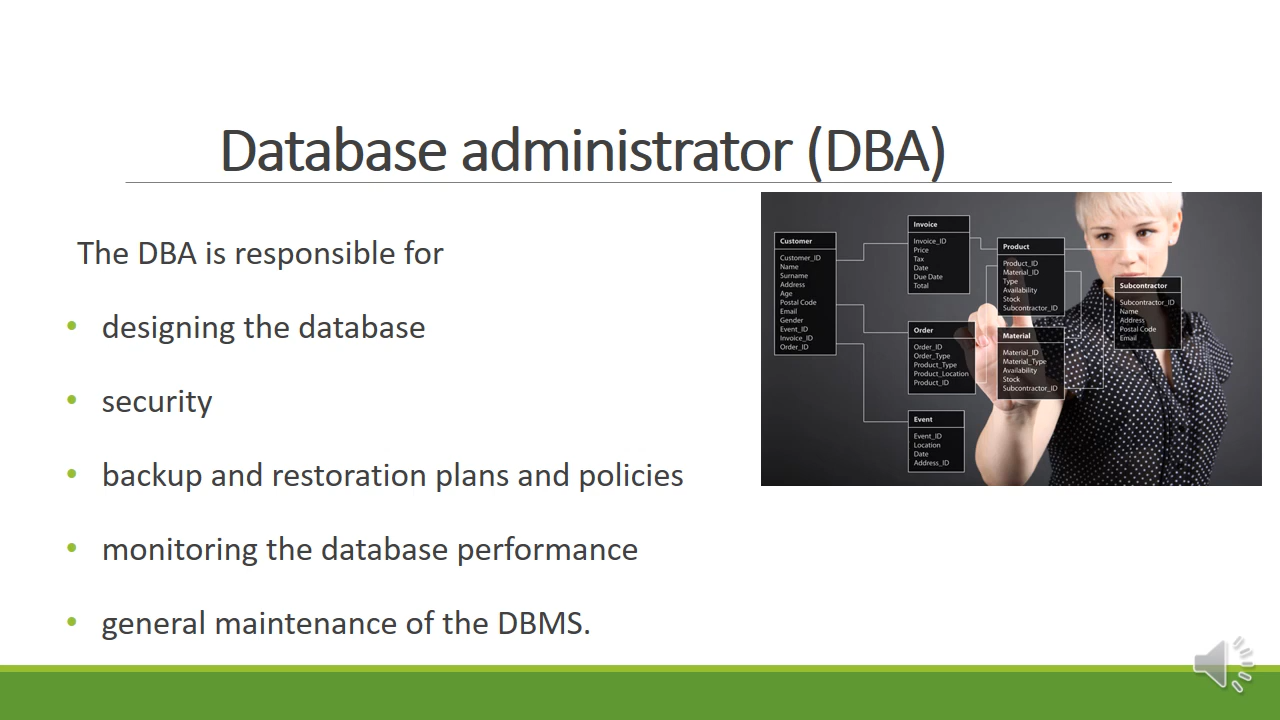 Database administrator (DBA)
The DBA is responsible for
• designing the database
• security
• backup and restoration plans and policies
• monitoring the database performance
• general maintenance of the DBMS.
Customer
Customer_ID
Name
Surname
Address
Age
Postal Code
Email
Gender
Event_ID
Invoice_ID
Order_ID
Invoice
Invoice_ID
Price
Tax
Date
Due Date
Total
Order
Order_ID
Order_Type
Product_Type
Product_Location
Product_ID
Event
Event_ID
Location
Date
Address_ID
Product
Product_ID
Material_ID
Type
Availability
Stock
Subcontractor_ID
Material
Material_ID
Material_Type
Availability
Stock
Subcontractor_ID
Subcontractor
Subcontractor_ID
Name
Address
Postal Code
Email